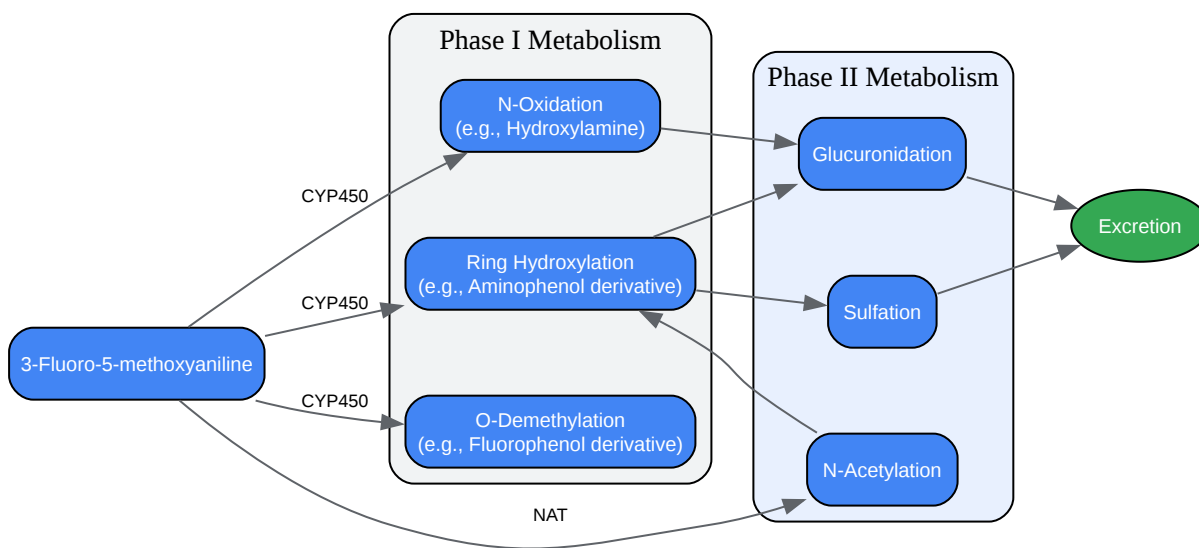 Phase I Metabolism
N-Oxidation
(e.g., Hydroxylamine)
Ring Hydroxylation
(e.g., Aminophenol derivative)
O-Demethylation
(e.g., Fluorophenol derivative)
Phase II Metabolism
Glucuronidation
Sulfation
N-Acetylation
Excretion
3-Fluoro-5-methoxyaniline
CYP450
CYP450
CYP450
NAT